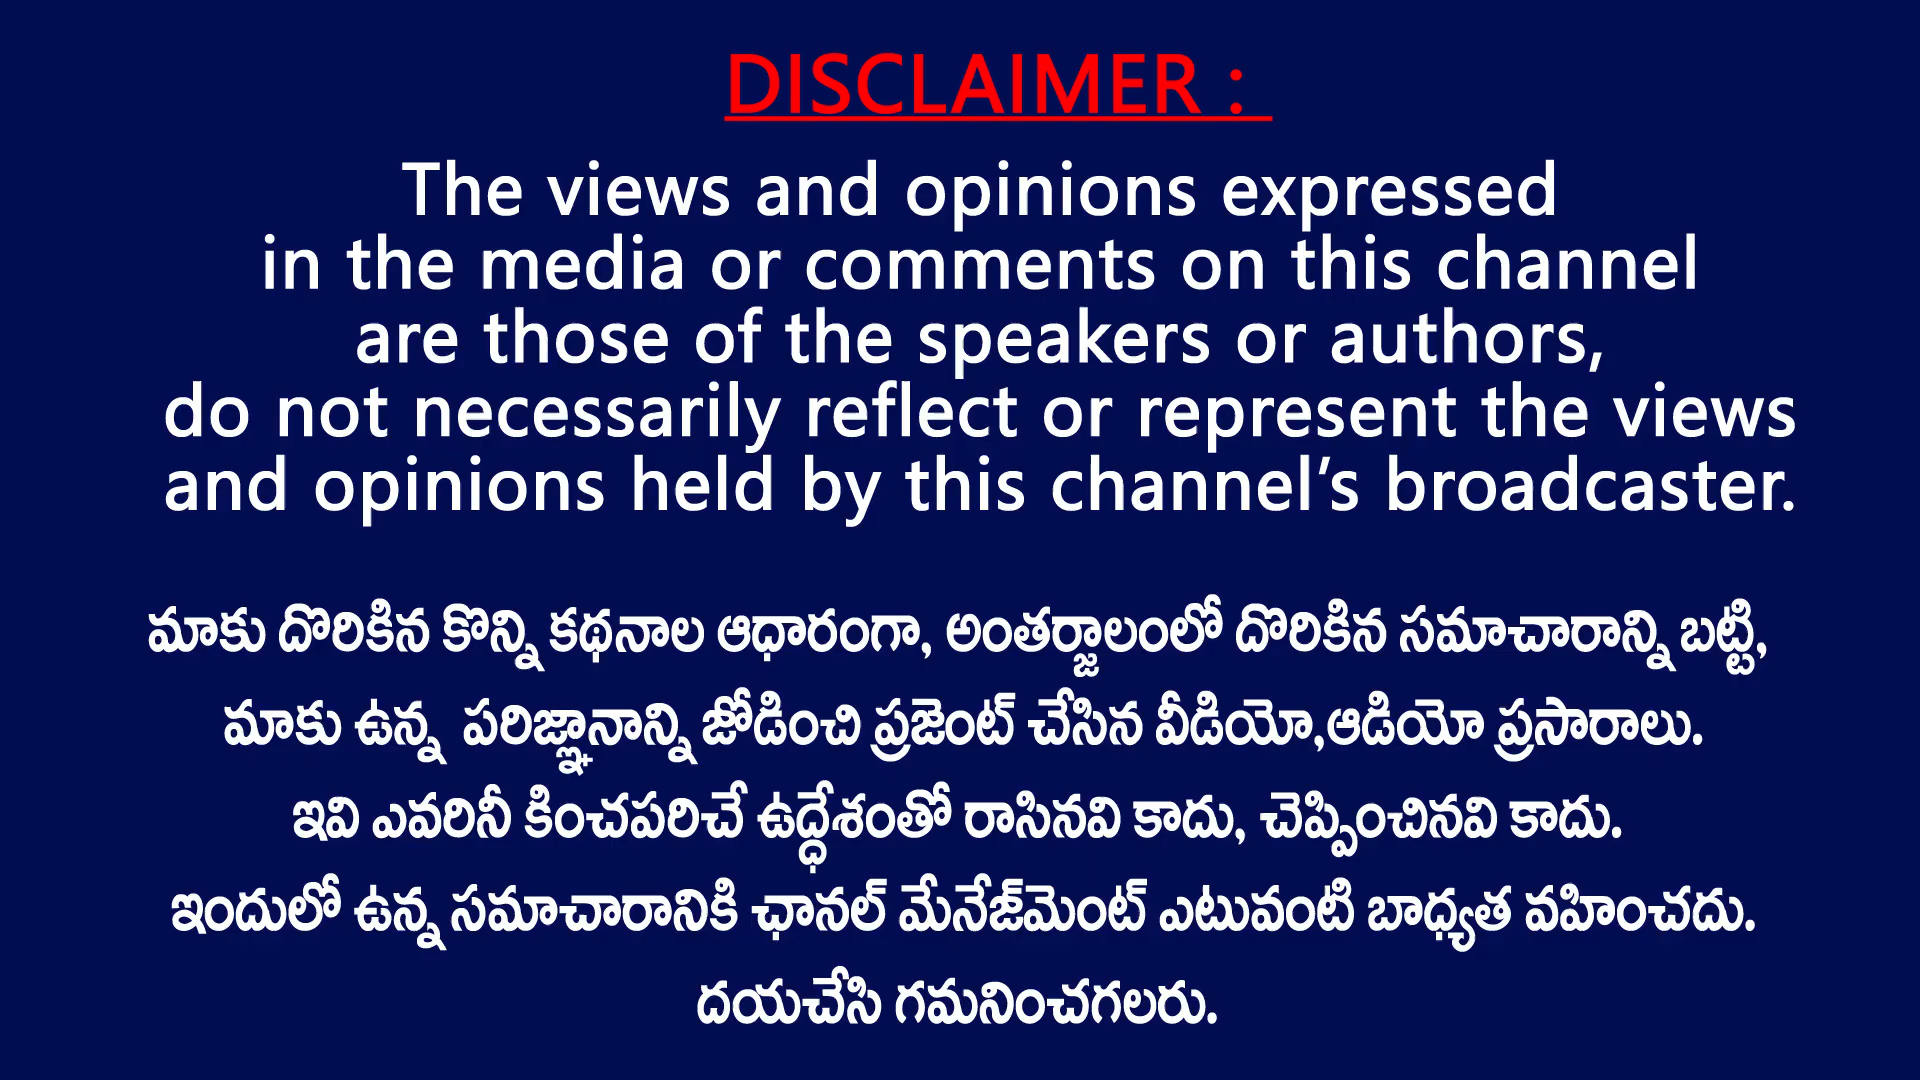 DISCLAIMER :
The views and opinions expressed
in the media or comments on this channel
are those of the speakers or authors,
do not necessarily reflect or represent the views
and opinions held by this channel’s broadcaster.
మాకు దొరికిన కొన్ని కథనాల ఆధారంగా, అంతర్జాలంలో దొరికిన సమాచారాన్ని బట్టి,
మాకు ఉన్న పరిజ్ఞానాన్ని జోడించి ప్రజెంట్ చేసిన వీడియో,ఆడియో ప్రసారాలు.
ఇవి ఎవరినీ కించపరిచే ఉద్ధేశంతో రాసినవి కాదు, చెప్పించినవి కాదు.
ఇందులో ఉన్న సమాచారానికి ఛానల్ మేనేజ్‌మెంట్ ఎటువంటి బాధ్యత వహించదు.
దయచేసి గమనించగలరు.